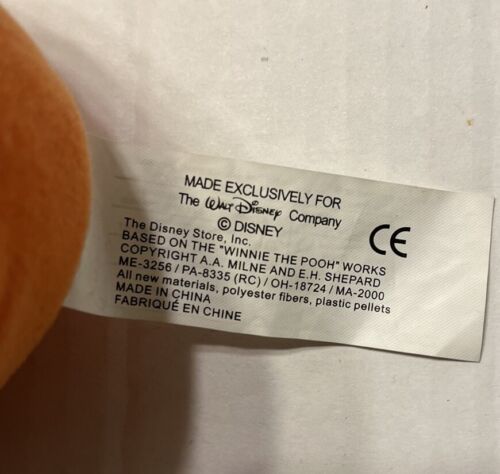 MADE EXCLUSIVELY FOR
The WALT DISNEY Company
© DISNEY
CE
The Disney Store, Inc.
BASED ON THE "WINNIE THE POOH" WORKS
COPYRIGHT A.A. MILNE AND E.H. SHEPARD
ME-3256 / PA-8335 (RC) / OH-18724 / MA-2000
All new materials, polyester fibers, plastic pellets
MADE IN CHINA
FABRIQUÉ EN CHINE